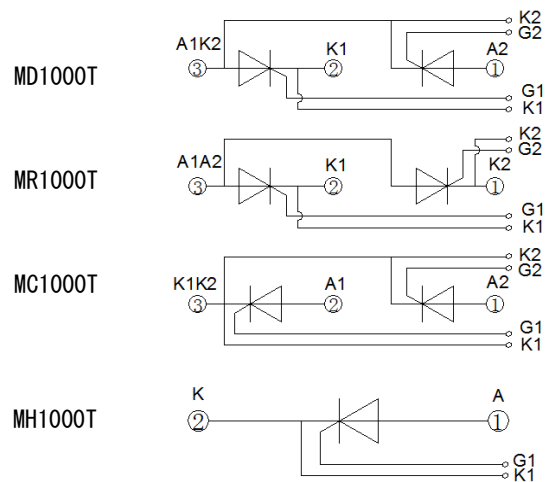 K2
G2
A1K2 K1 A2
MD1000T ③ ② ①
G1
K1
K2
G2
A1A2 K1 K2
MR1000T ③ ② ①
G1
K1
K2
G2
K1K2 A1 A2
MC1000T ③ ② ①
G1
K1
K A
MH1000T ② ①
G1
K1